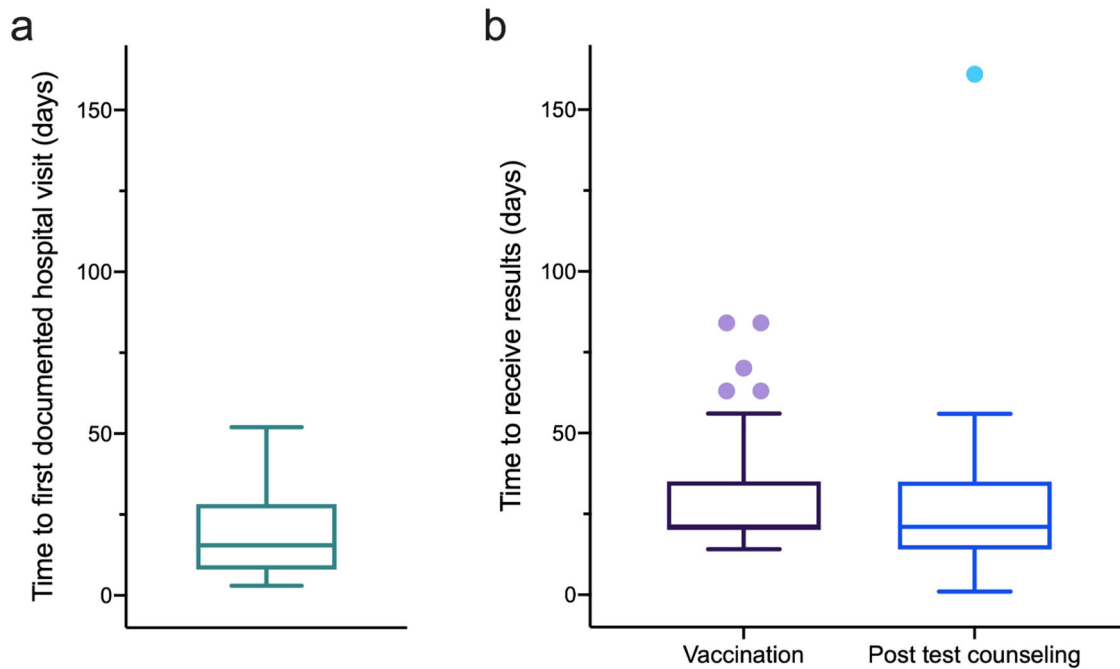 a
Time to first documented hospital visit (days)
150
100
50
0
b
Time to receive results (days)
150
100
50
0
Vaccination
Post test counseling